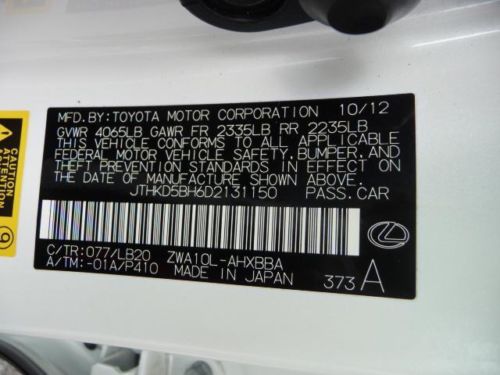 MFD.BY:TOYOTA MOTOR CORPORATION 10/12
GVWR 4065LB GAWR FR 2335LB RR 2235LB
THIS VEHICLE CONFORMS TO ALL APPLICABLE
FEDERAL MOTOR VEHICLE SAFETY, BUMPER, AND
THEFT PREVENTION STANDARDS IN EFFECT ON
THE DATE OF MANUFACTURE SHOWN ABOVE.
JTHKD5BH6D2131150 PASS.CAR
C/TR:077/LB20 ZWA10L-AHXBBA
A/TM:-01A/P410 MADE IN JAPAN 373 A
CAUTION
ATTENTION